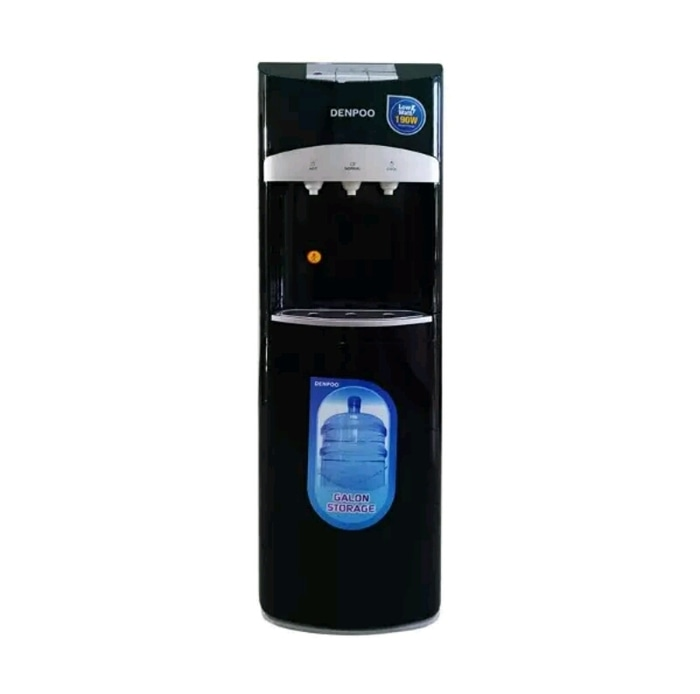 DENPOO
Low
Watt
190W
HOT
NORMAL
COOL
DENPOO
GALON
STORAGE